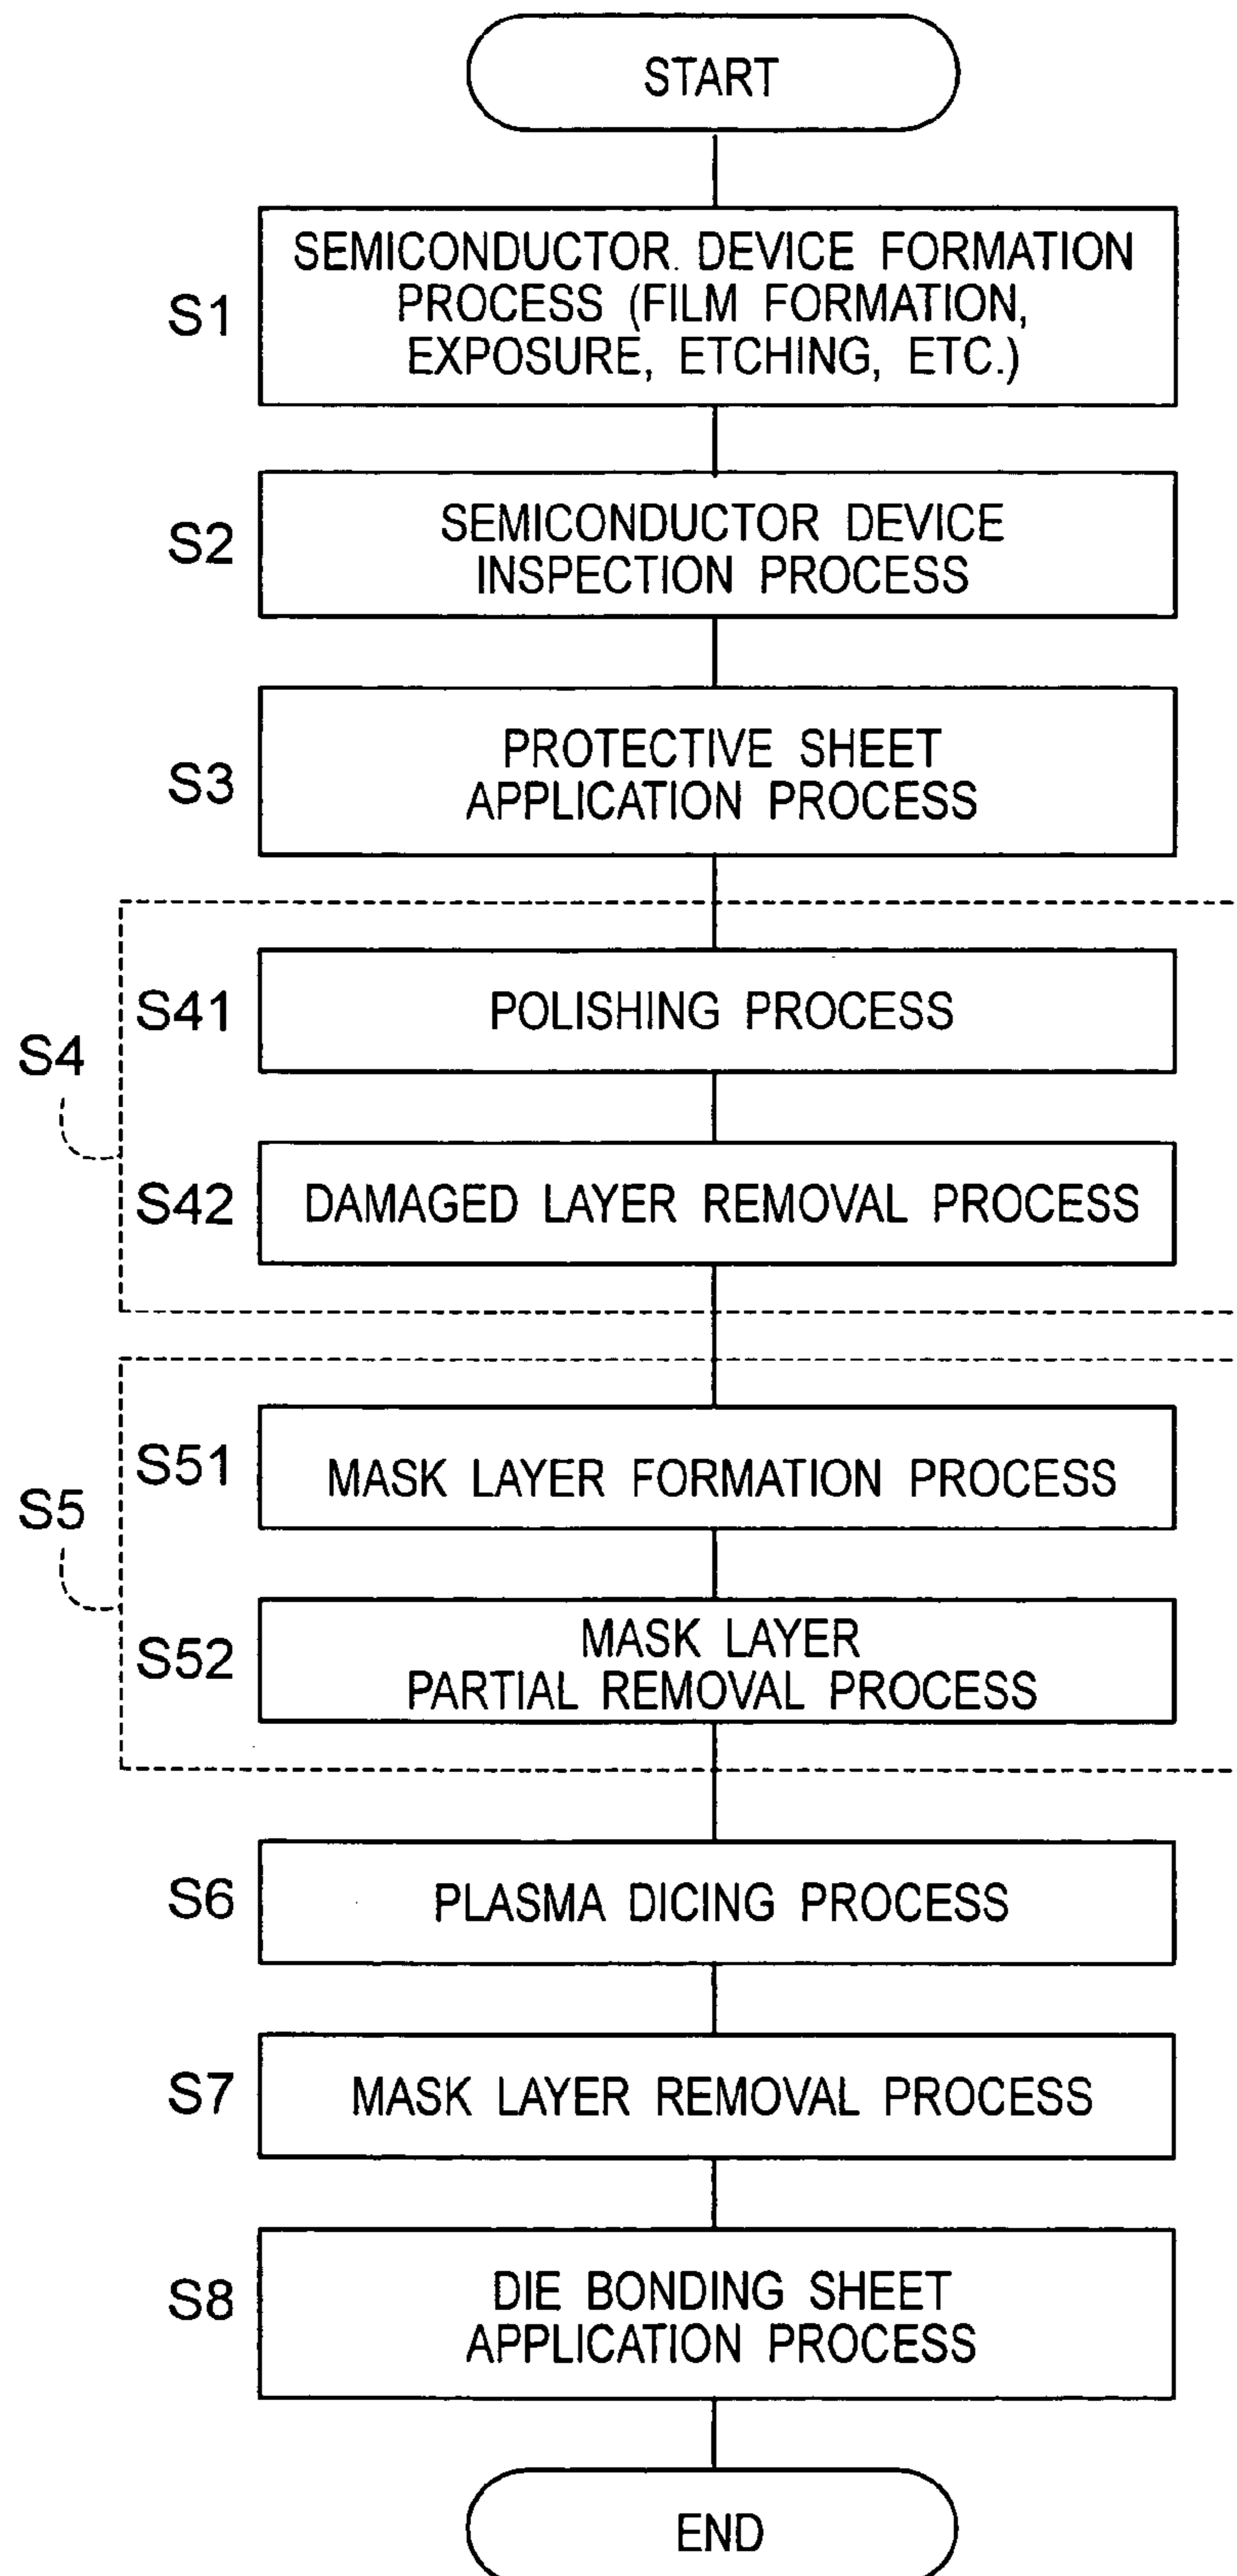 START
S1
SEMICONDUCTOR. DEVICE FORMATION
PROCESS (FILM FORMATION,
EXPOSURE, ETCHING, ETC.)
S2
SEMICONDUCTOR DEVICE
INSPECTION PROCESS
S3
PROTECTIVE SHEET
APPLICATION PROCESS
S4
S41
POLISHING PROCESS
S42
DAMAGED LAYER REMOVAL PROCESS
S5
S51
MASK LAYER FORMATION PROCESS
S52
MASK LAYER
PARTIAL REMOVAL PROCESS
S6
PLASMA DICING PROCESS
S7
MASK LAYER REMOVAL PROCESS
S8
DIE BONDING SHEET
APPLICATION PROCESS
END